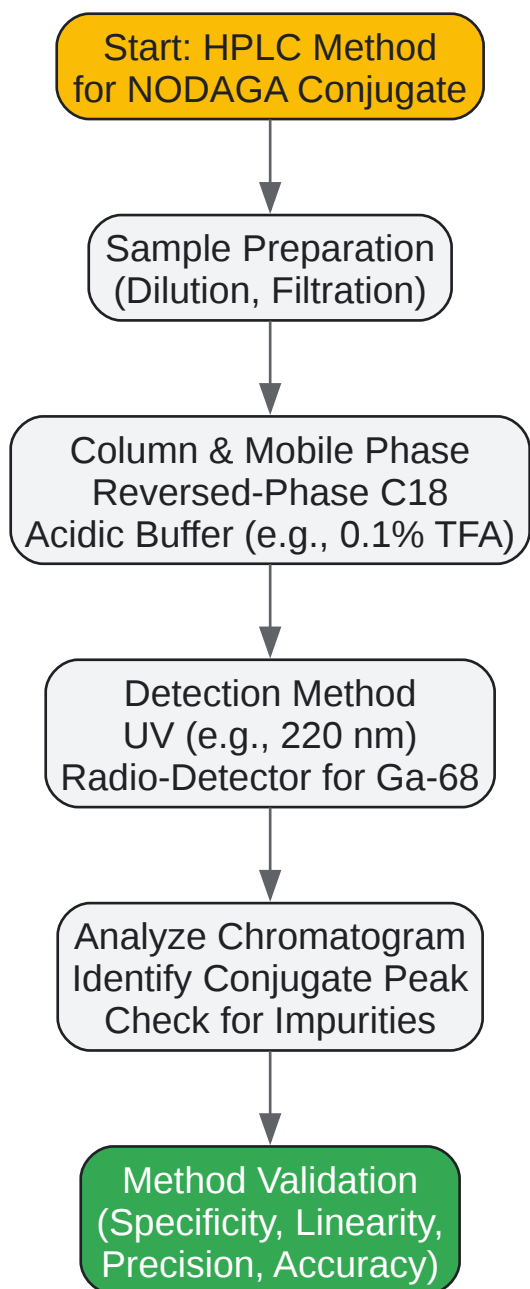 Start: HPLC Method
for NODAGA Conjugate
Sample Preparation
(Dilution, Filtration)
Column & Mobile Phase
Reversed-Phase C18
Acidic Buffer (e.g., 0.1% TFA)
Detection Method
UV (e.g., 220 nm)
Radio-Detector for Ga-68
Analyze Chromatogram
Identify Conjugate Peak
Check for Impurities
Method Validation
(Specificity, Linearity,
Precision, Accuracy)